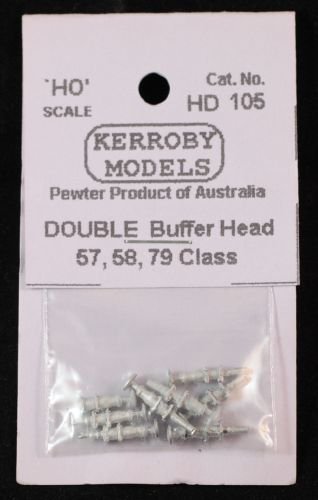 'HO'
SCALE
Cat. No.
HD 105
KERROBY
MODELS
Pewter Product of Australia
DOUBLE Buffer Head
57, 58, 79 Class